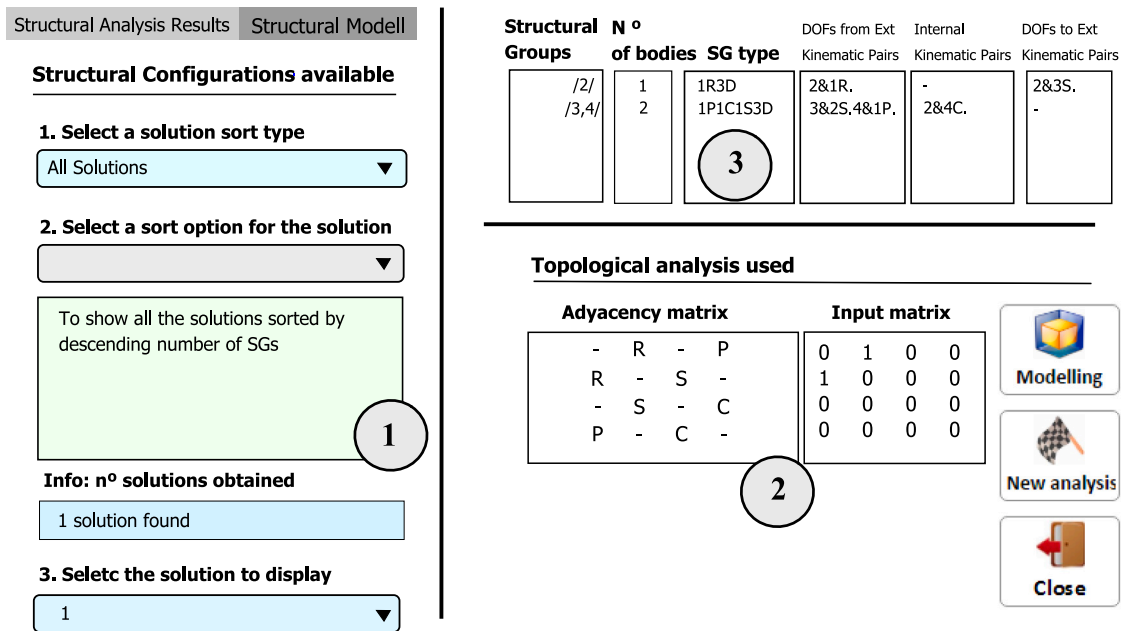 Structural Analysis Results Structural Modell
Structural Configurations available
1. Select a solution sort type
All Solutions
2. Select a sort option for the solution
To show all the solutions sorted by
descending number of SGs
1
Info: nº solutions obtained
1 solution found
3. Seletc the solution to display
1
Structural N º DOFs from Ext Internal DOFs to Ext
Groups of bodies SG type Kinematic Pairs Kinematic Pairs Kinematic Pairs
/2/ 1 1R3D 2&1R. - 2&3S.
/3,4/ 2 1P1C1S3D 3&2S,4&1P. 2&4C. -
3
Topological analysis used
Adyacency matrix Input matrix
- R - P 0 1 0 0
R - S - 1 0 0 0
- S - C 0 0 0 0
P - C - 0 0 0 0
2
Modelling
New analysis
Close